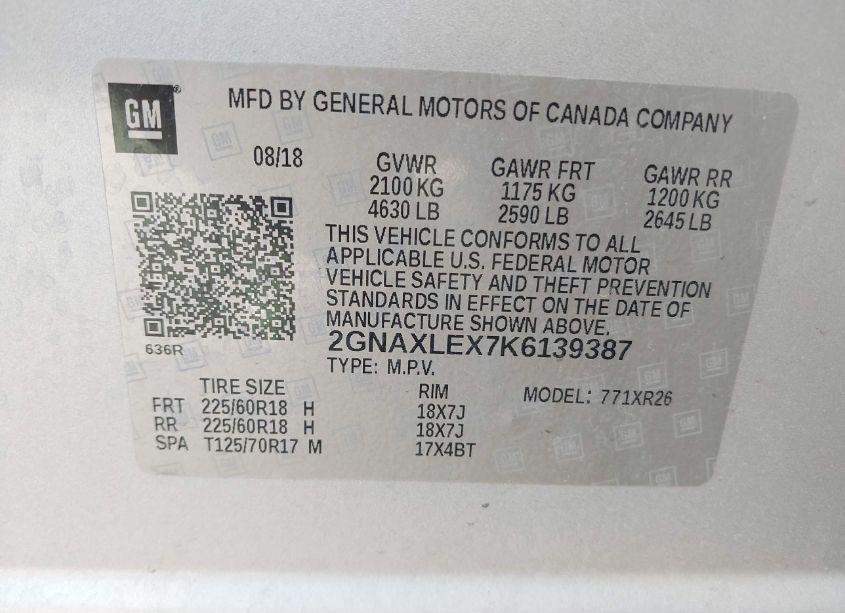 GM®
MFD BY GENERAL MOTORS OF CANADA COMPANY
08/18 GVWR GAWR FRT GAWR RR
2100 KG 1175 KG 1200 KG
4630 LB 2590 LB 2645 LB
THIS VEHICLE CONFORMS TO ALL
APPLICABLE U.S. FEDERAL MOTOR
VEHICLE SAFETY AND THEFT PREVENTION
STANDARDS IN EFFECT ON THE DATE OF
MANUFACTURE SHOWN ABOVE.
636R 2GNAXLEX7K6139387
TYPE: M.P.V.
TIRE SIZE RIM MODEL: 771XR26
FRT 225/60R18 H 18X7J
RR 225/60R18 H 18X7J
SPA T125/70R17 M 17X4BT